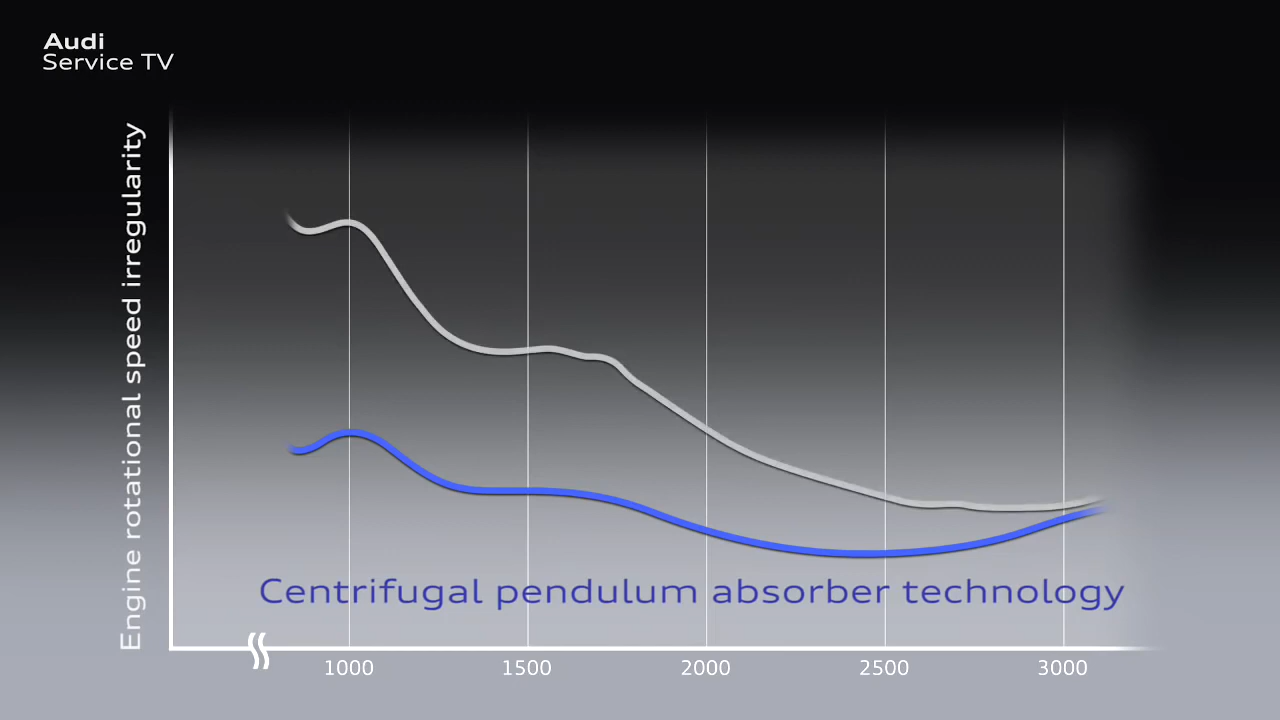 Audi
Service TV
Engine rotational speed irregularity
Centrifugal pendulum absorber technology
1000 1500 2000 2500 3000